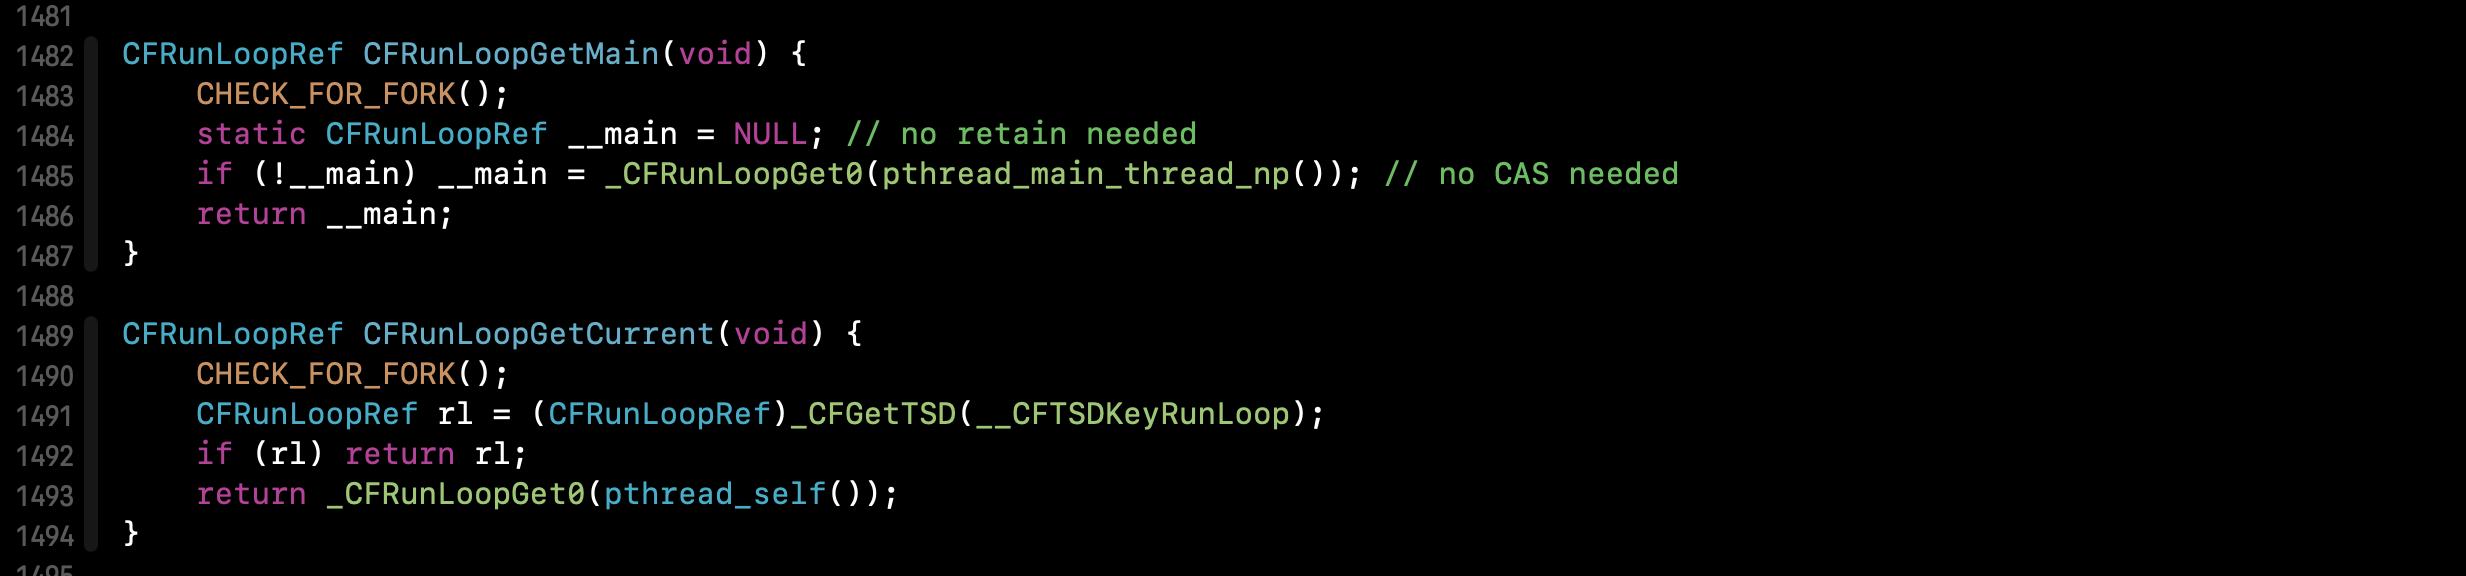 1481
1482 CFRunLoopRef CFRunLoopGetMain(void) {
1483     CHECK_FOR_FORK();
1484     static CFRunLoopRef __main = NULL; // no retain needed
1485     if (!__main) __main = _CFRunLoopGet0(pthread_main_thread_np()); // no CAS needed
1486     return __main;
1487 }
1488
1489 CFRunLoopRef CFRunLoopGetCurrent(void) {
1490     CHECK_FOR_FORK();
1491     CFRunLoopRef rl = (CFRunLoopRef)_CFGetTSD(__CFTSDKeyRunLoop);
1492     if (rl) return rl;
1493     return _CFRunLoopGet0(pthread_self());
1494 }
1495